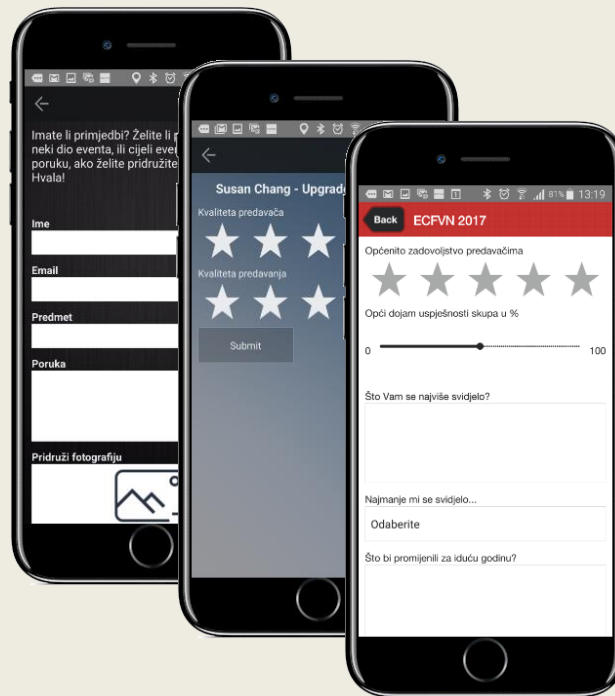 Imate li primjedbi? Želite li
neki dio eventa, ili cijeli
poruku, ako želite pridružite
Hvala!
Ime
Email
Predmet
Poruka
Pridruži fotografiju
Susan Chang -
Kvaliteta predavača
Kvaliteta predavanja
Submit
81% 13:19
Back ECFVN 2017
Općenito zadovoljstvo predavačima
Opći dojam uspješnosti skupa u %
0 100
Što Vam se najviše svidjelo?
Najmanje mi se svidjelo...
Odaberite
Što bi promijenili za iduću godinu?